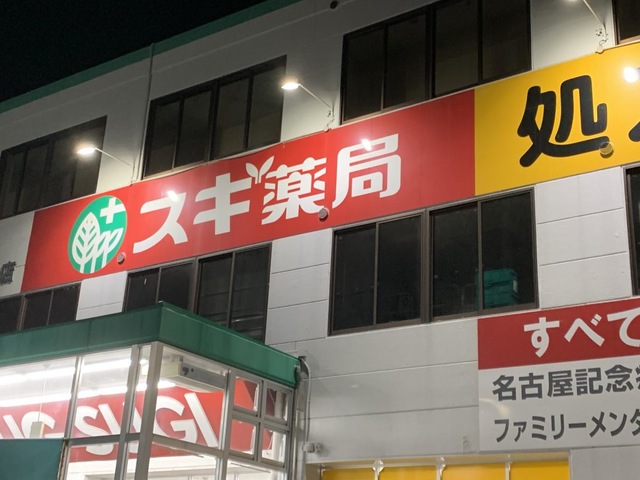 スギ薬局
処
すべて
名古屋記念
ファミリーメンタ
SUGI